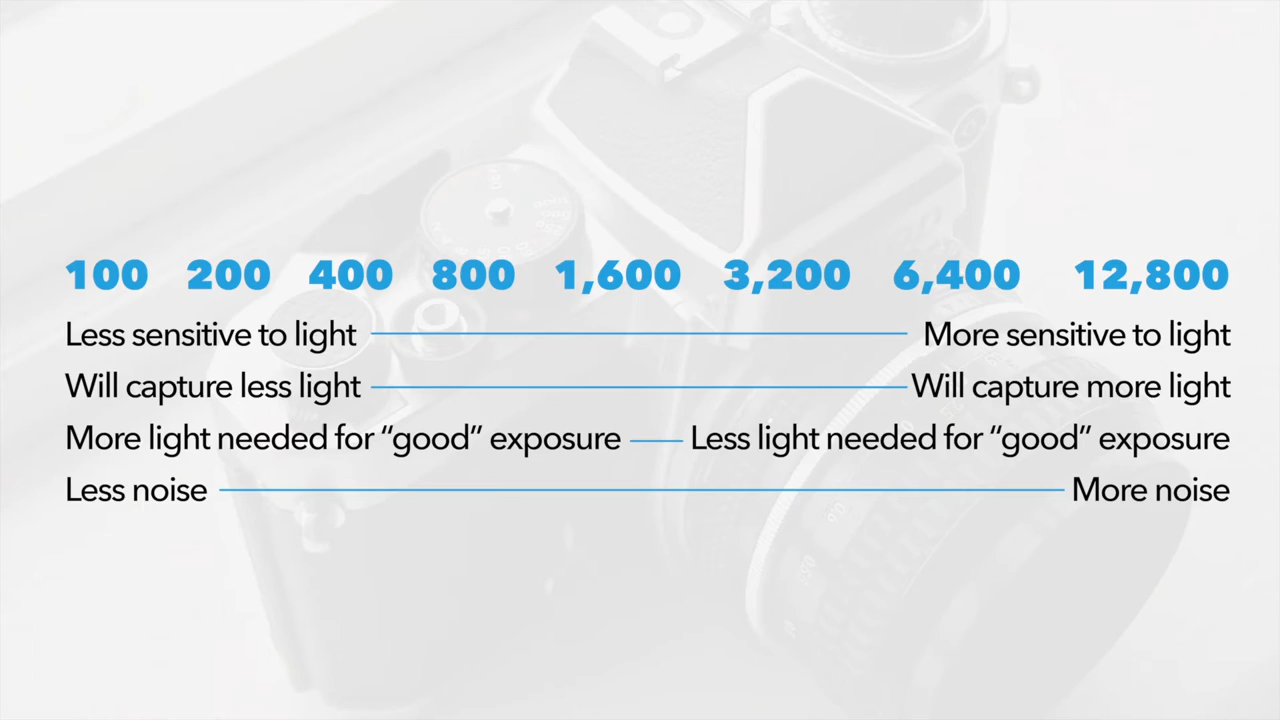 100 200 400 800 1,600 3,200 6,400 12,800
Less sensitive to light More sensitive to light
Will capture less light Will capture more light
More light needed for “good” exposure Less light needed for “good” exposure
Less noise More noise